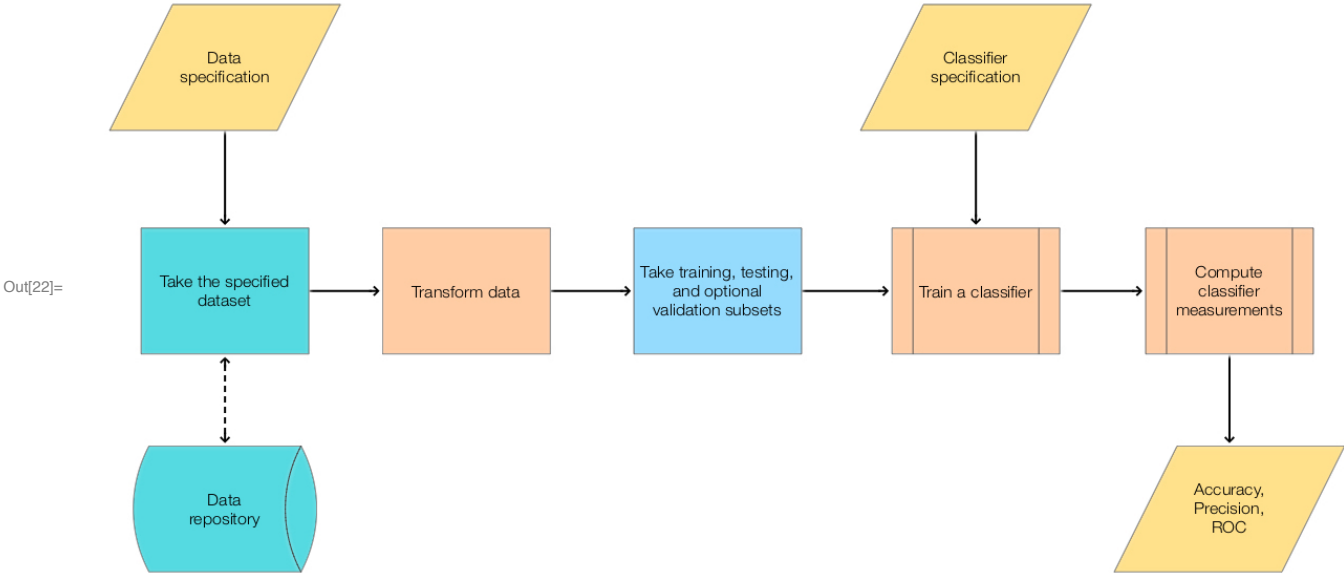 Data
specification
Classifier
specification
Out[22]=
Take the specified
dataset
Transform data
Take training, testing,
and optional
validation subsets
Train a classifier
Compute
classifier
measurements
Data
repository
Accuracy,
Precision,
ROC